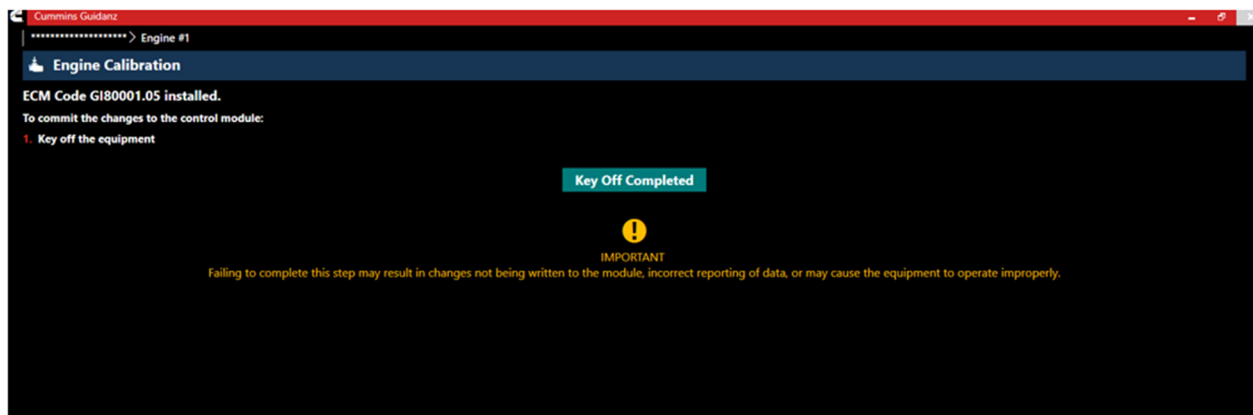 Cummins Guidanz
********************> Engine #1
Engine Calibration
ECM Code GI80001.05 installed.
To commit the changes to the control module:
1. Key off the equipment
Key Off Completed
IMPORTANT
Failing to complete this step may result in changes not being written to the module, incorrect reporting of data, or may cause the equipment to operate improperly.